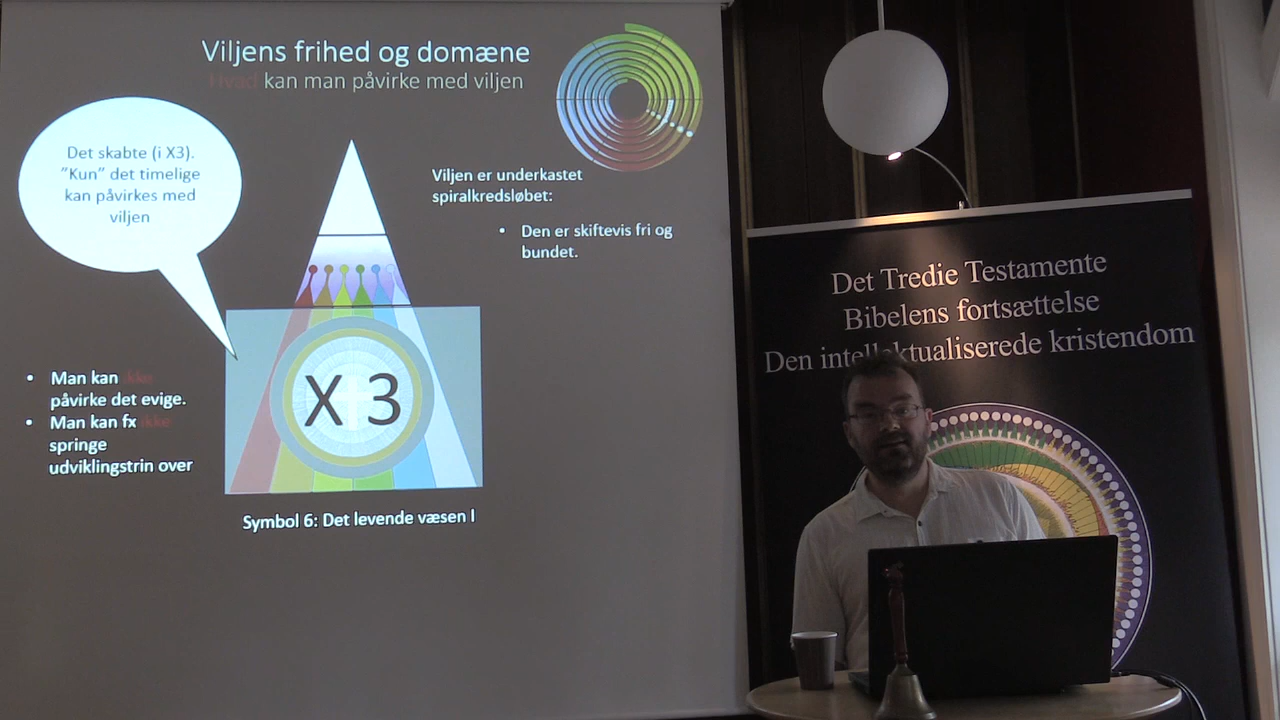 Viljens frihed og domæne
Hvad kan man påvirke med viljen
Det skabte (i X3).
”Kun” det timelige
kan påvirkes med
viljen
Viljen er underkastet
spiralkredsløbet:
• Den er skiftevis fri og
bundet.
X 3
• Man kan ikke
påvirke det evige.
• Man kan fx ikke
springe
udviklingstrin over
Symbol 6: Det levende væsen I
Det Tredie Testamente
Bibelens fortsættelse
Den intellektualiserede kristendom